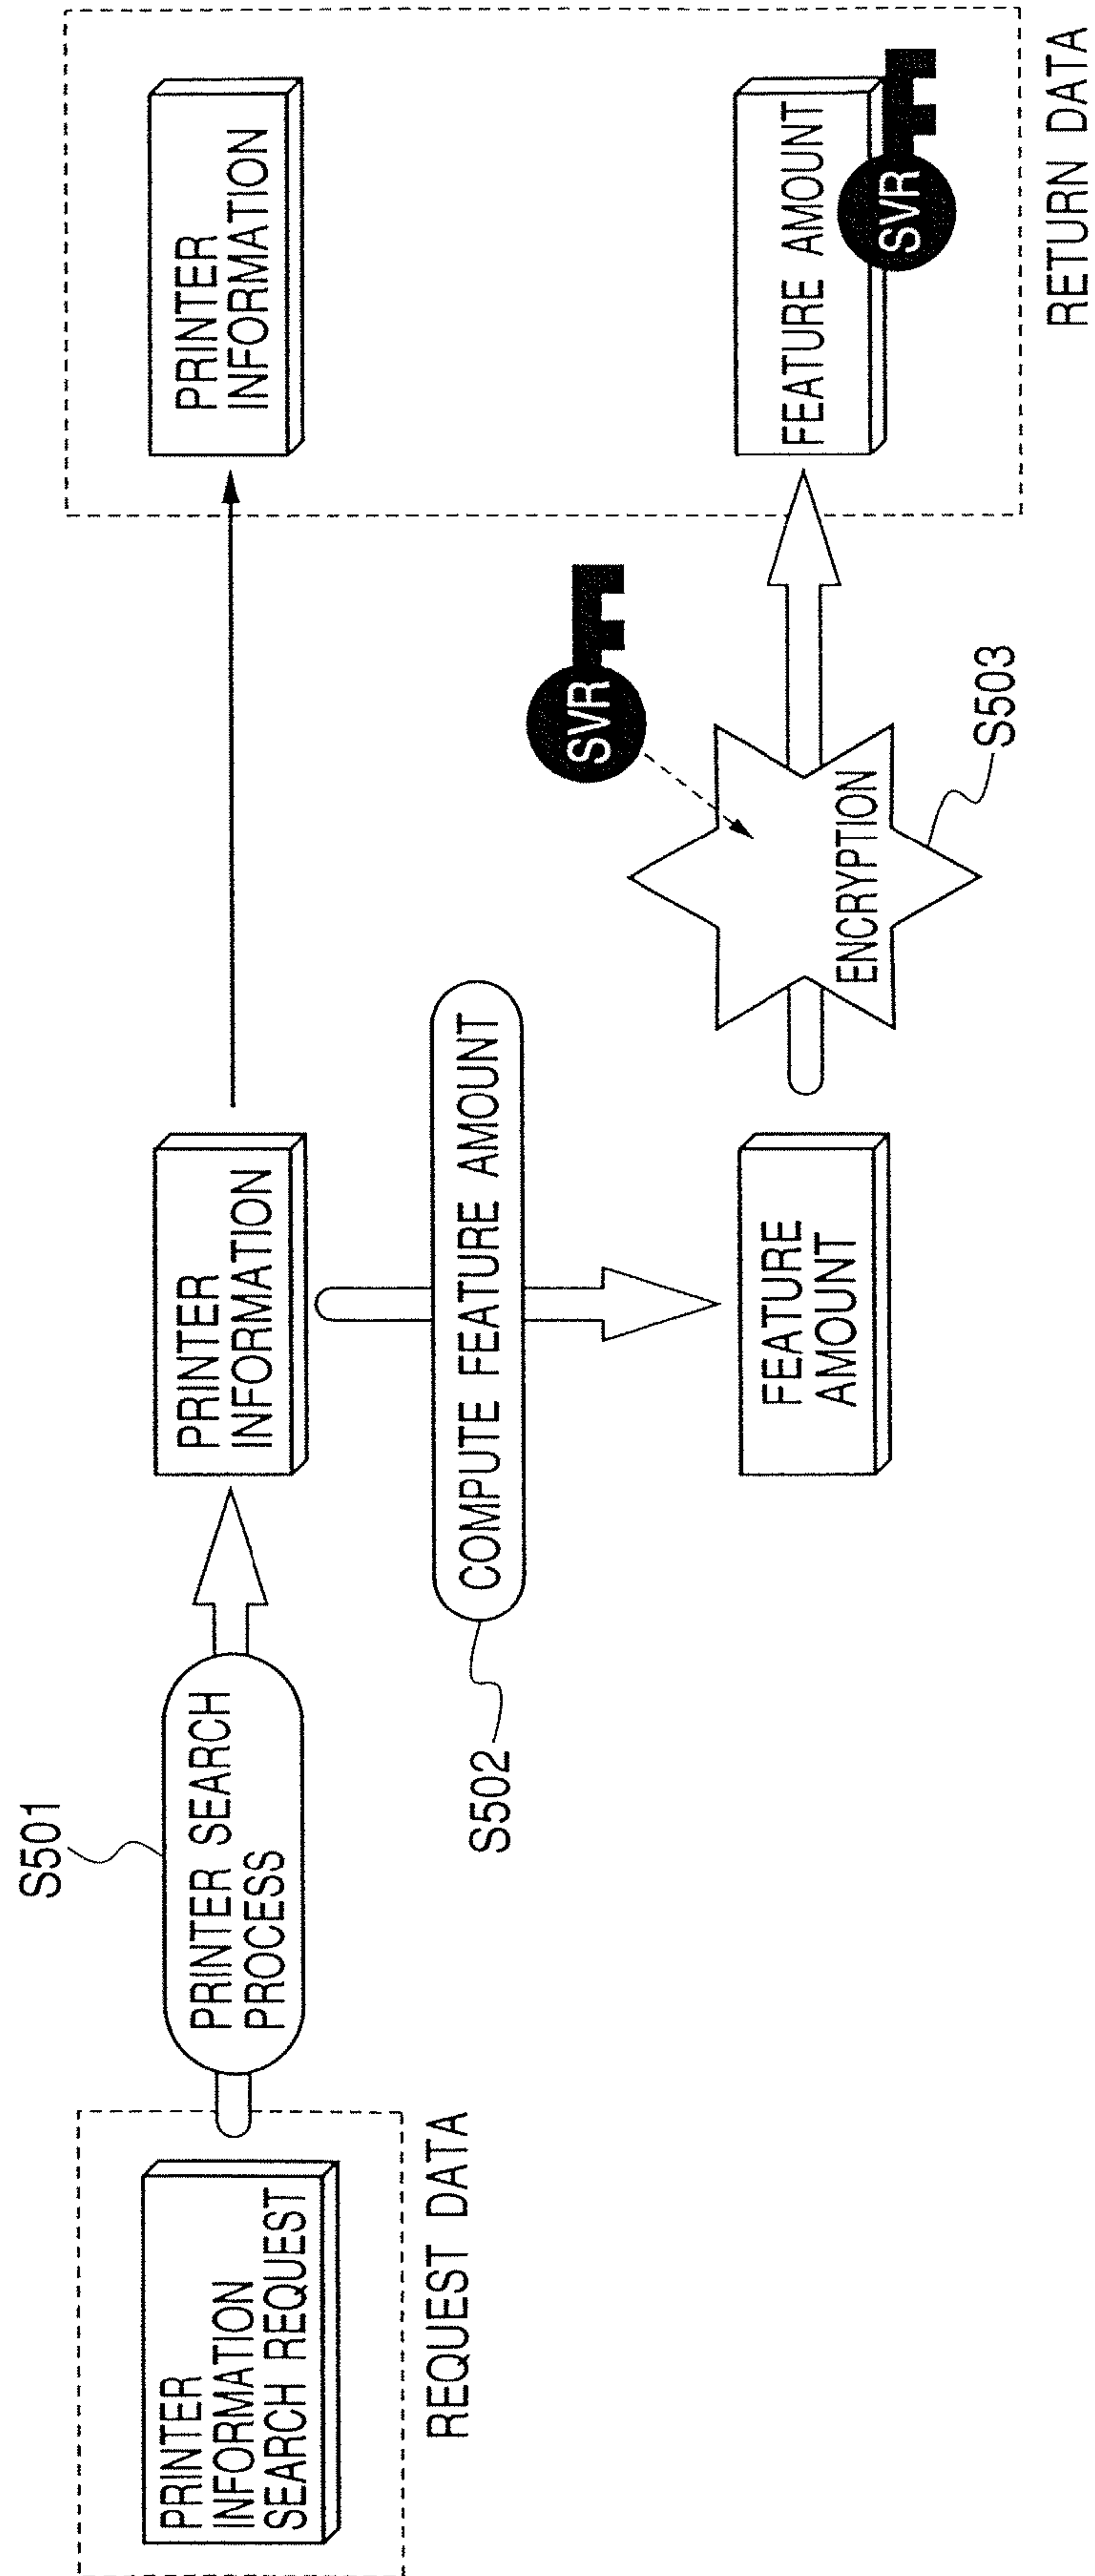 S501
PRINTER
INFORMATION
SEARCH REQUEST
REQUEST DATA
PRINTER SEARCH
PROCESS
PRINTER
INFORMATION
PRINTER
INFORMATION
S502
COMPUTE FEATURE AMOUNT
SVR
FEATURE
AMOUNT
ENCRYPTION
S503
FEATURE AMOUNT
SVR
RETURN DATA